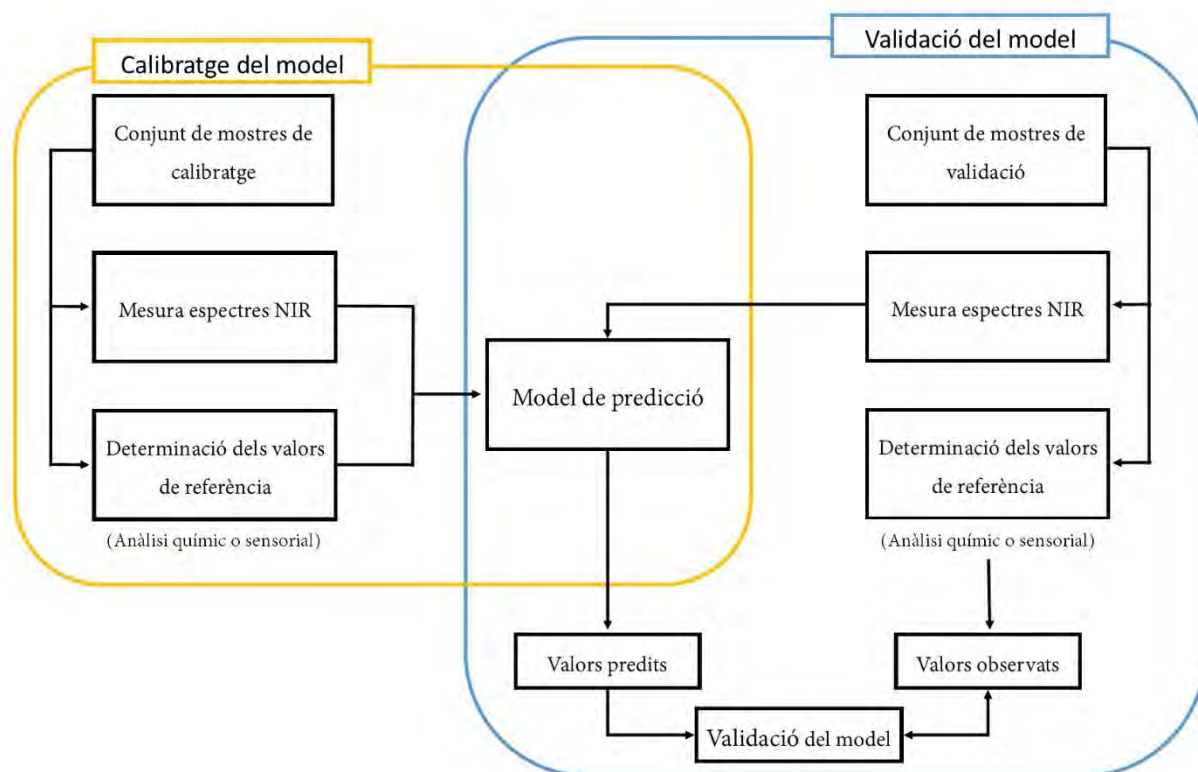 Calibratge del model
Validació del model
Conjunt de mostres de
calibratge
Mesura espectres NIR
Determinació dels valors
de referència
(Anàlisi químic o sensorial)
Model de predicció
Conjunt de mostres de
validació
Mesura espectres NIR
Determinació dels valors
de referència
(Anàlisi químic o sensorial)
Valors predits
Valors observats
Validació del model